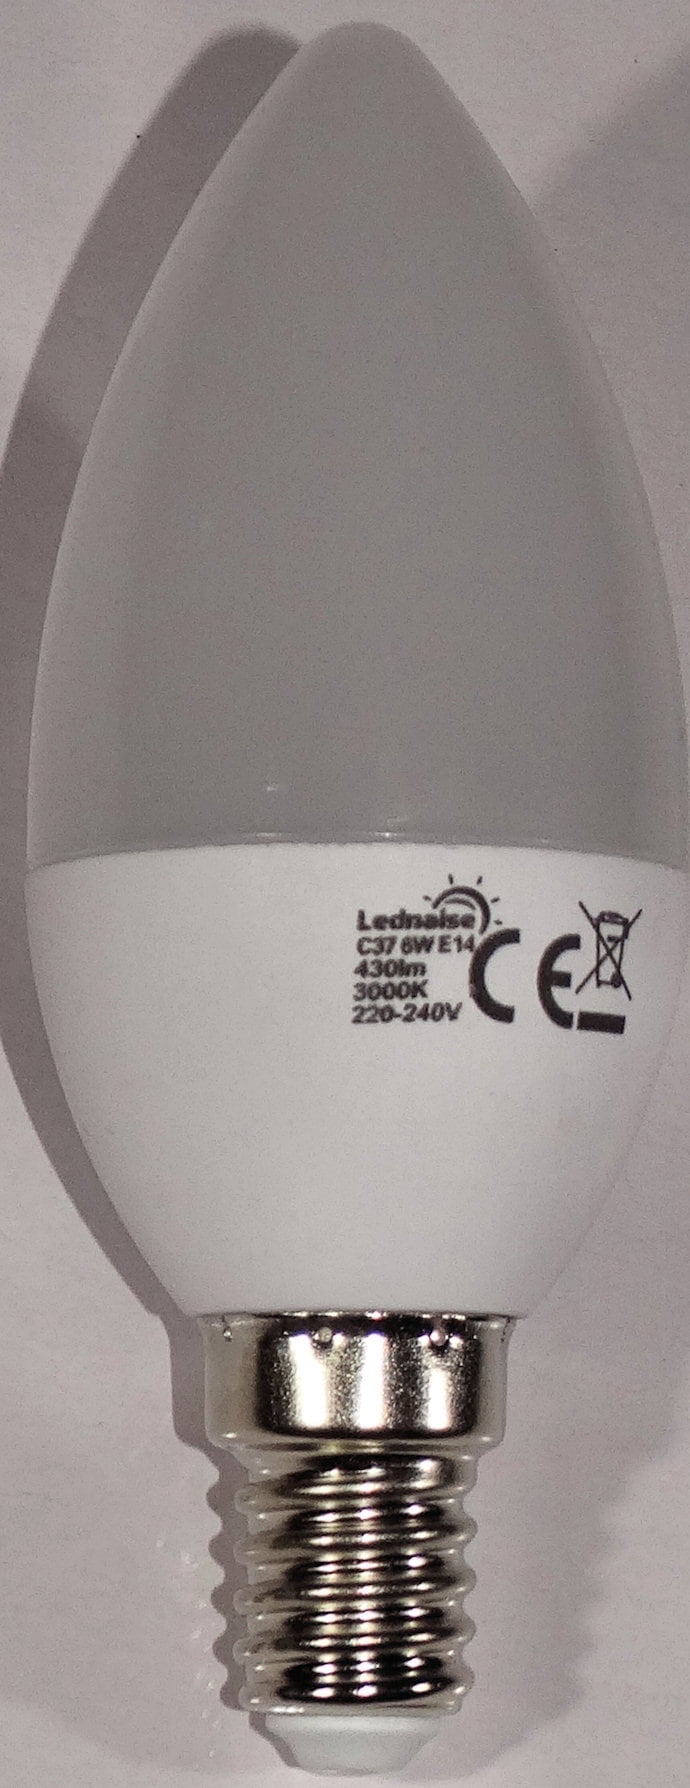 Lednaise
C37 6W E14
430lm
3000K
220-240V
CE